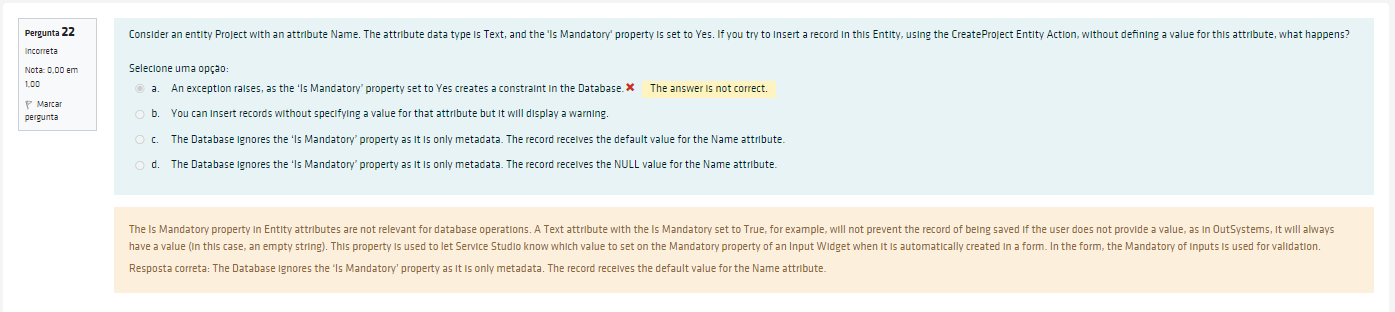 Pergunta 22
Incorreta
Nota: 0,00 em
1,00
Marcar
pergunta
Consider an entity Project with an attribute Name. The attribute data type is Text, and the 'Is Mandatory' property is set to Yes. If you try to insert a record in this Entity, using the CreateProject Entity Action, without defining a value for this attribute, what happens?
Selecione uma opção:
a. An exception raises, as the 'Is Mandatory' property set to Yes creates a constraint in the Database. The answer is not correct.
b. You can insert records without specifying a value for that attribute but it will display a warning.
c. The Database ignores the 'Is Mandatory' property as it is only metadata. The record receives the default value for the Name attribute.
d. The Database ignores the 'Is Mandatory' property as it is only metadata. The record receives the NULL value for the Name attribute.
The Is Mandatory property in Entity attributes are not relevant for database operations. A Text attribute with the Is Mandatory set to True, for example, will not prevent the record of being saved if the user does not provide a value, as in OutSystems, it will always
have a value (in this case, an empty string). This property is used to let Service Studio know which value to set on the Mandatory property of an Input Widget when it is automatically created in a form. In the form, the Mandatory of Inputs is used for validation.
Resposta correta: The Database ignores the 'Is Mandatory' property as it is only metadata. The record receives the default value for the Name attribute.